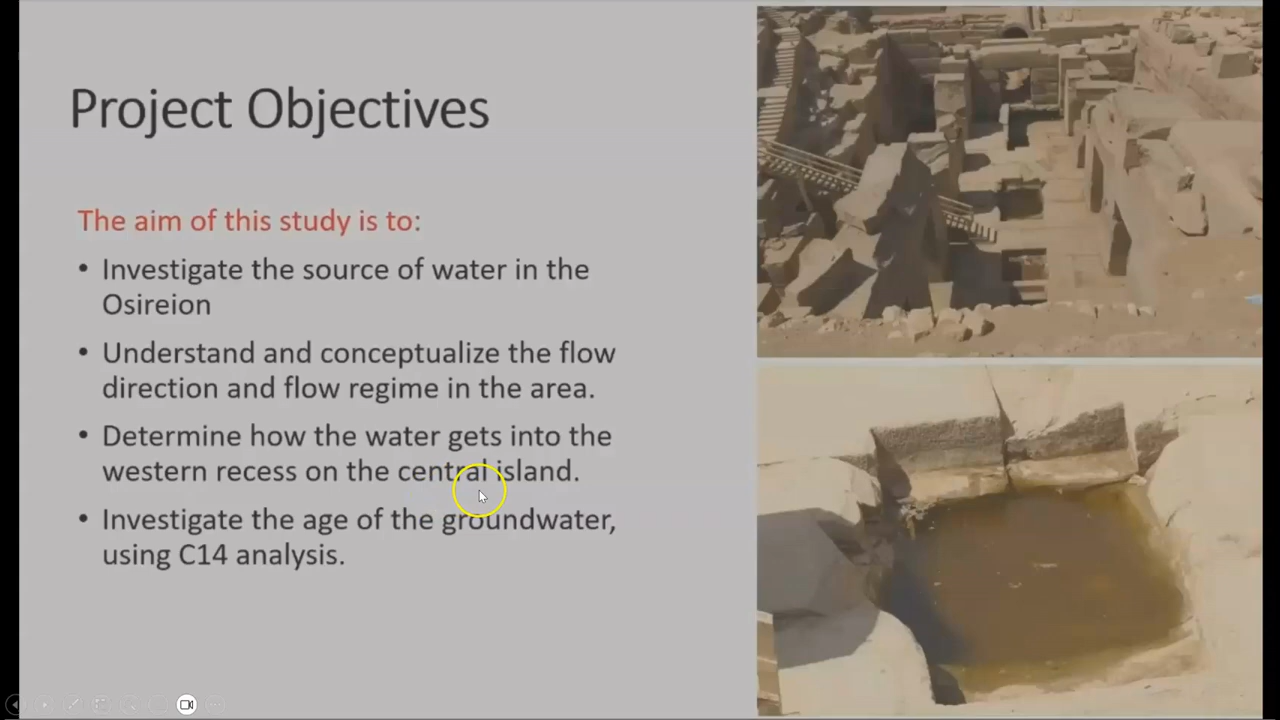 Project Objectives
The aim of this study is to:
• Investigate the source of water in the
Osireion
• Understand and conceptualize the flow
direction and flow regime in the area.
• Determine how the water gets into the
western recess on the central island.
• Investigate the age of the groundwater,
using C14 analysis.